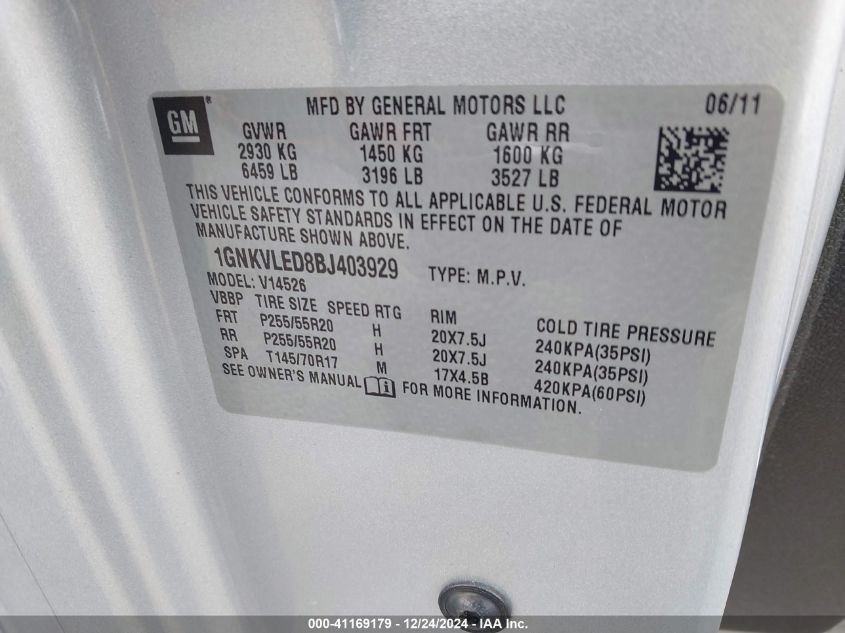 GM®
MFD BY GENERAL MOTORS LLC 06/11
GVWR GAWR FRT GAWR RR
2930 KG 1450 KG 1600 KG
6459 LB 3196 LB 3527 LB
THIS VEHICLE CONFORMS TO ALL APPLICABLE U.S. FEDERAL MOTOR
VEHICLE SAFETY STANDARDS IN EFFECT ON THE DATE OF
MANUFACTURE SHOWN ABOVE.
1GNKVLED8BJ403929 TYPE: M.P.V.
MODEL: V14526
VBBP TIRE SIZE SPEED RTG RIM COLD TIRE PRESSURE
FRT P255/55R20 H 20X7.5J 240KPA(35PSI)
RR P255/55R20 H 20X7.5J 240KPA(35PSI)
SPA T145/70R17 M 17X4.5B 420KPA(60PSI)
SEE OWNER'S MANUAL i FOR MORE INFORMATION.
000-41169179 - 12/24/2024 - IAA Inc.